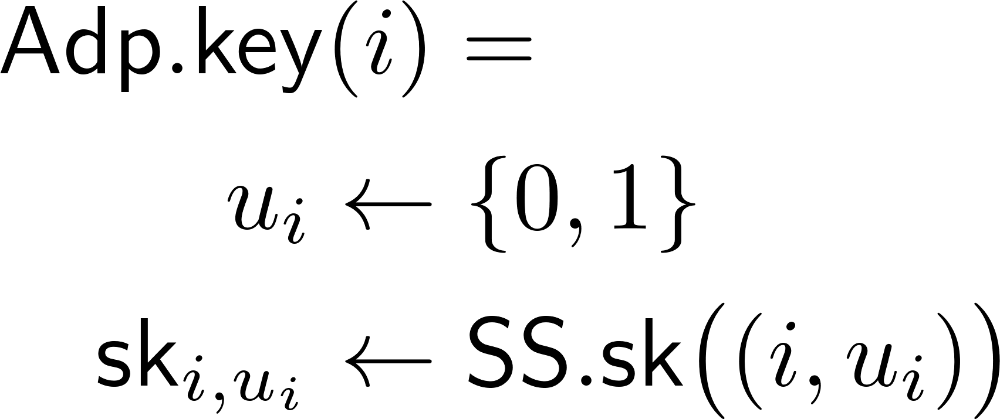 Adp.key(i) =
u_i ← {0, 1}
sk_{i,u_i} ← SS.sk((i, u_i))